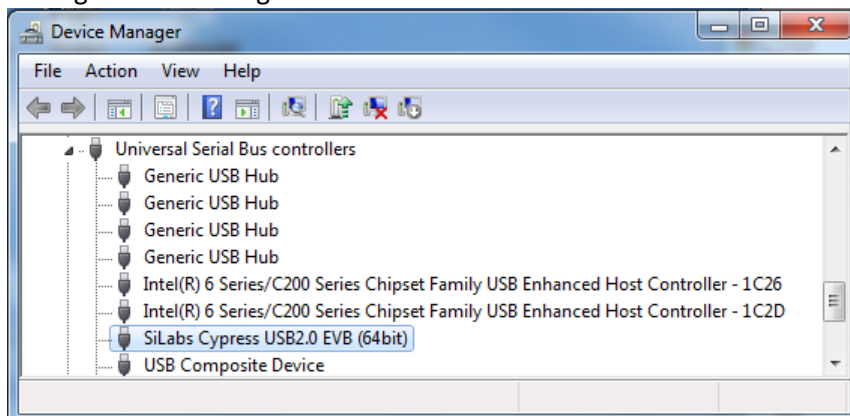 Device Manager
File Action View Help
Universal Serial Bus controllers
Generic USB Hub
Generic USB Hub
Generic USB Hub
Generic USB Hub
Intel(R) 6 Series/C200 Series Chipset Family USB Enhanced Host Controller - 1C26
Intel(R) 6 Series/C200 Series Chipset Family USB Enhanced Host Controller - 1C2D
SiLabs Cypress USB2.0 EVB (64bit)
USB Composite Device